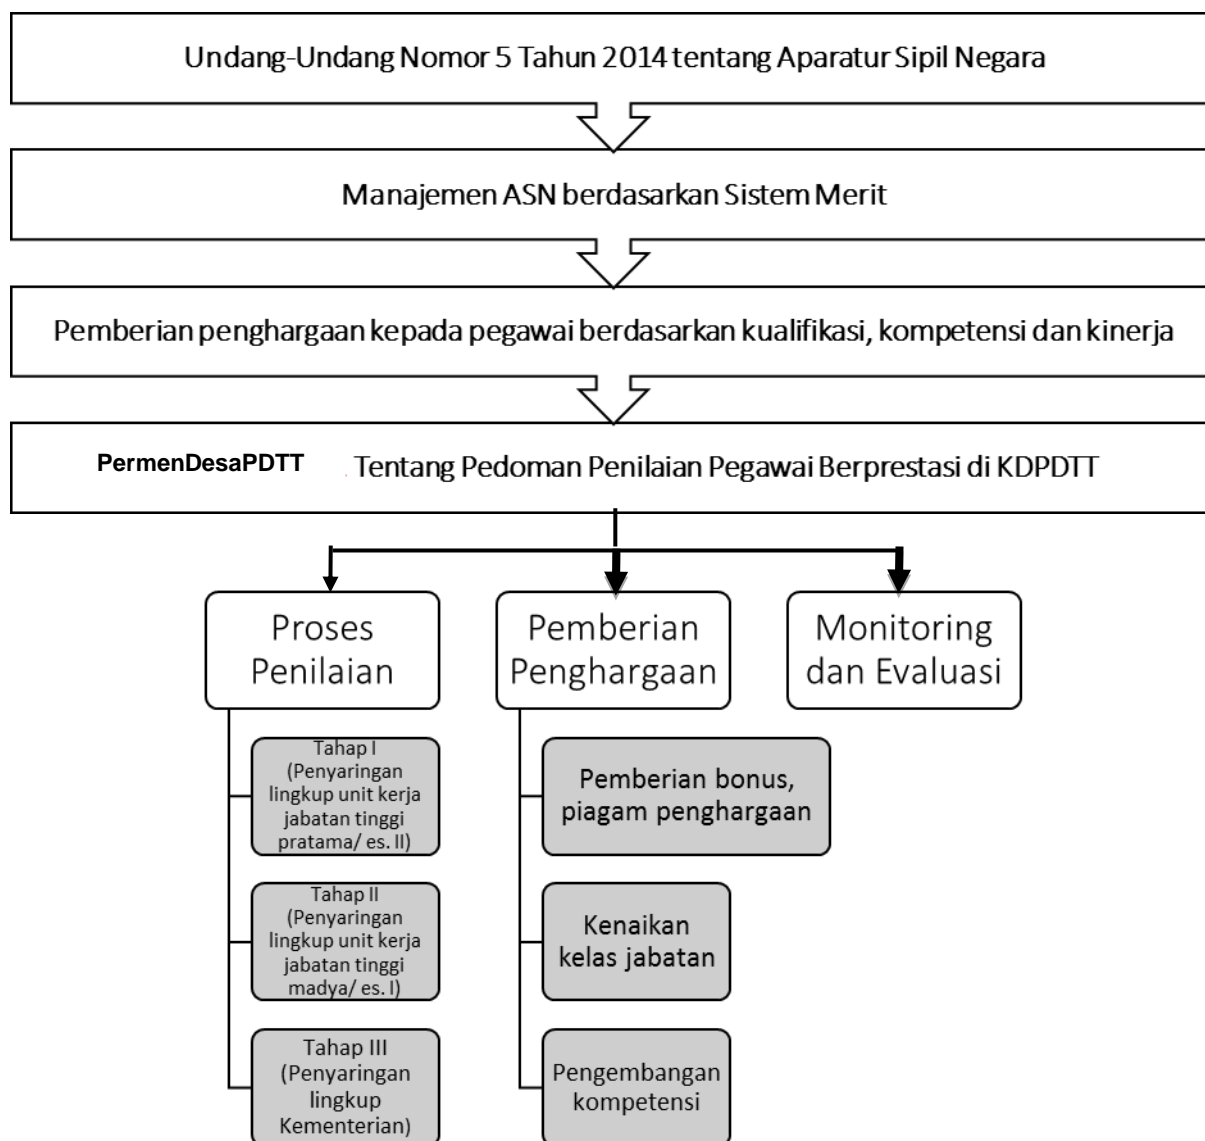 Undang-Undang Nomor 5 Tahun 2014 tentang Aparatur Sipil Negara
Manajemen ASN berdasarkan Sistem Merit
Pemberian penghargaan kepada pegawai berdasarkan kualifikasi, kompetensi dan kinerja
PermenDesaPDTT . Tentang Pedoman Penilaian Pegawai Berprestasi di KDPDTT
Proses
Penilaian
Pemberian
Penghargaan
Monitoring
dan Evaluasi
Tahap I
(Penyaringan
lingkup unit kerja
jabatan tinggi
pratama/ es. II)
Tahap II
(Penyaringan
lingkup unit kerja
jabatan tinggi
madya/ es. I)
Tahap III
(Penyaringan
lingkup
Kementerian)
Pemberian bonus,
piagam penghargaan
Kenaikan
kelas jabatan
Pengembangan
kompetensi